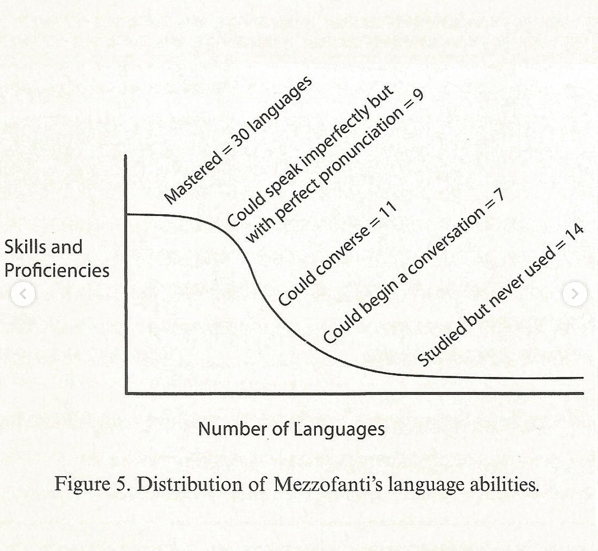 Mastered = 30 languages
Could speak imperfectly but
with perfect pronunciation = 9
Could converse = 11
Could begin a conversation = 7
Studied but never used = 14
Skills and
Proficiencies
Number of Languages
Figure 5. Distribution of Mezzofanti's language abilities.